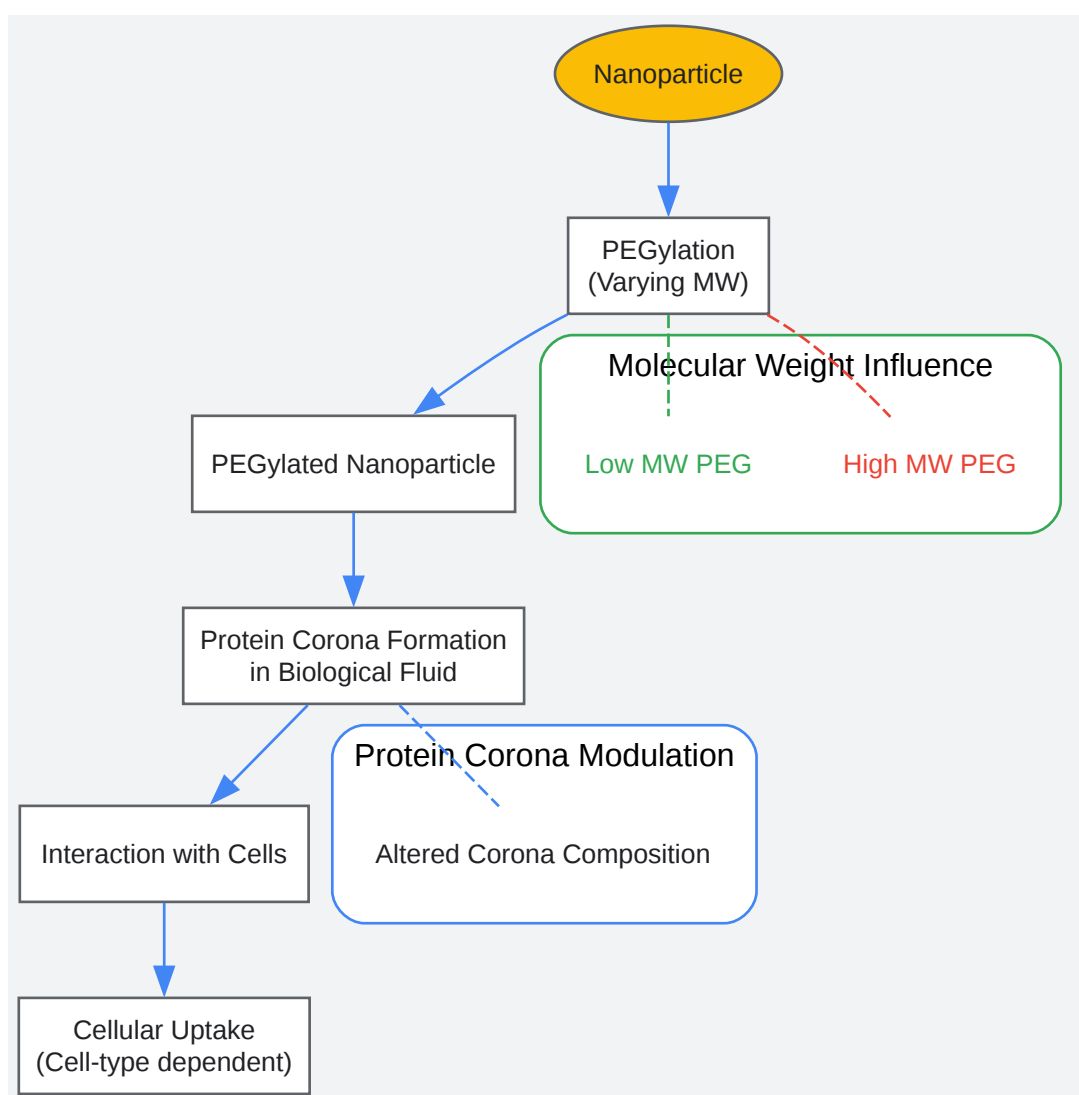 Nanoparticle
PEGylation
(Varying MW)
Molecular Weight Influence
PEGylated Nanoparticle
Low MW PEG
High MW PEG
Protein Corona Formation
in Biological Fluid
Protein Corona Modulation
Interaction with Cells
Altered Corona Composition
Cellular Uptake
(Cell-type dependent)